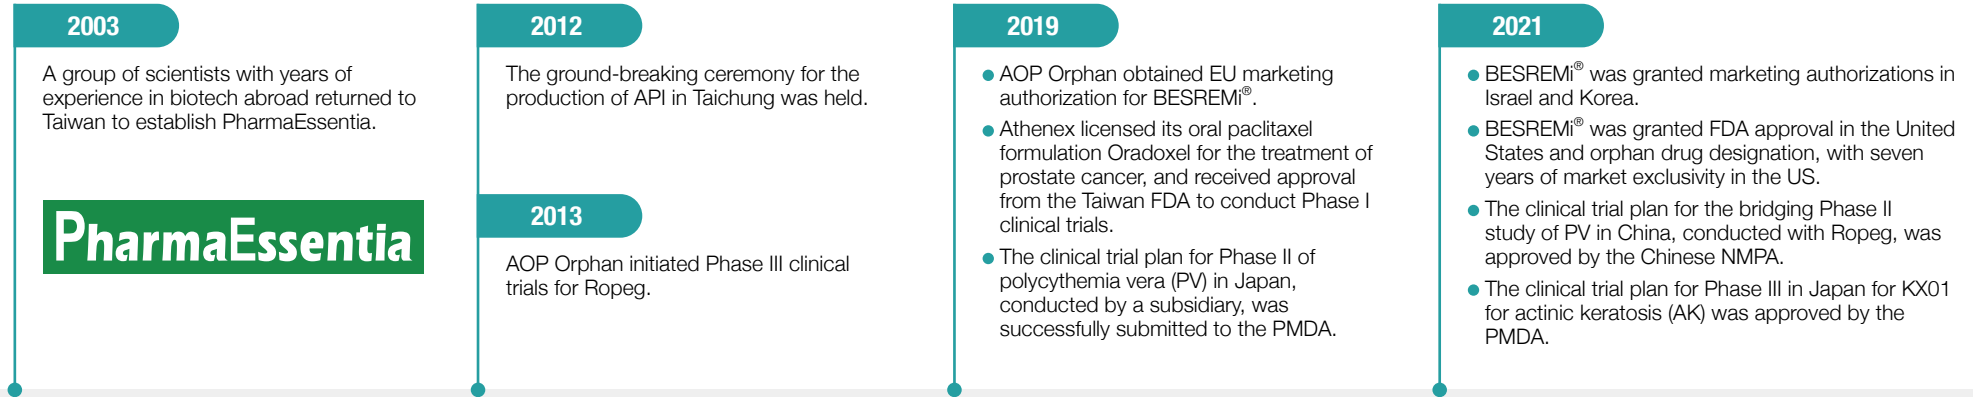 2003
A group of scientists with years of
experience in biotech abroad returned to
Taiwan to establish PharmaEssentia.
PharmaEssentia
2012
The ground-breaking ceremony for the
production of API in Taichung was held.
2013
AOP Orphan initiated Phase III clinical
trials for Ropeg.
2019
● AOP Orphan obtained EU marketing
authorization for BESREMi®.
● Athenex licensed its oral paclitaxel
formulation Oradoxel for the treatment of
prostate cancer, and received approval
from the Taiwan FDA to conduct Phase I
clinical trials.
● The clinical trial plan for Phase II of
polycythemia vera (PV) in Japan,
conducted by a subsidiary, was
successfully submitted to the PMDA.
2021
● BESREMi® was granted marketing authorizations in
Israel and Korea.
● BESREMi® was granted FDA approval in the United
States and orphan drug designation, with seven
years of market exclusivity in the US.
● The clinical trial plan for the bridging Phase II
study of PV in China, conducted with Ropeg, was
approved by the Chinese NMPA.
● The clinical trial plan for Phase III in Japan for KX01
for actinic keratosis (AK) was approved by the
PMDA.